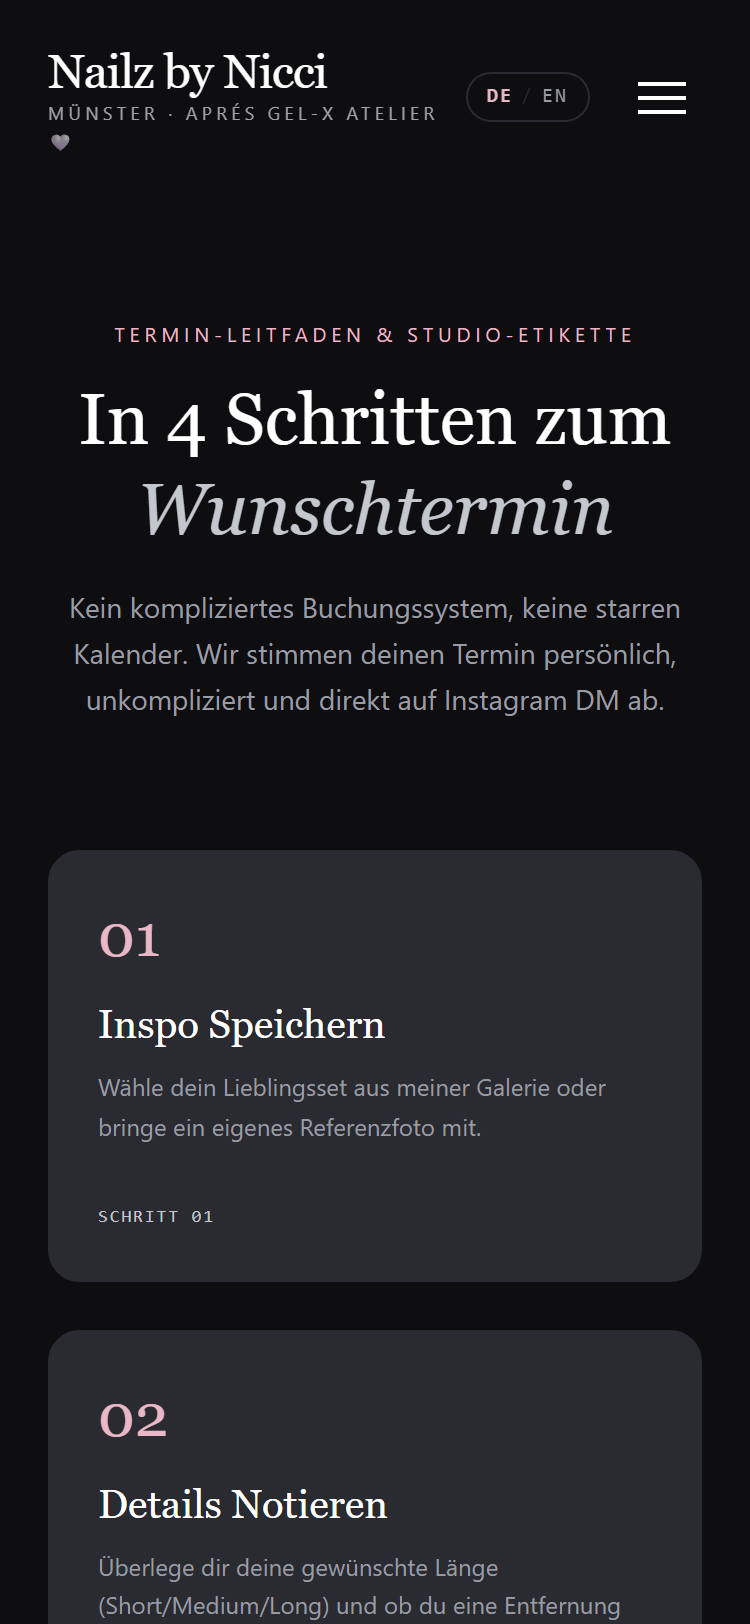 Nailz by Nicci
MÜNSTER · APRÉS GEL-X ATELIER
🩶
DE / EN
TERMIN-LEITFADEN & STUDIO-ETIKETTE
In 4 Schritten zum
Wunschtermin
Kein kompliziertes Buchungssystem, keine starren
Kalender. Wir stimmen deinen Termin persönlich,
unkompliziert und direkt auf Instagram DM ab.
01
Inspo Speichern
Wähle dein Lieblingsset aus meiner Galerie oder
bringe ein eigenes Referenzfoto mit.
SCHRITT 01
02
Details Notieren
Überlege dir deine gewünschte Länge
(Short/Medium/Long) und ob du eine Entfernung